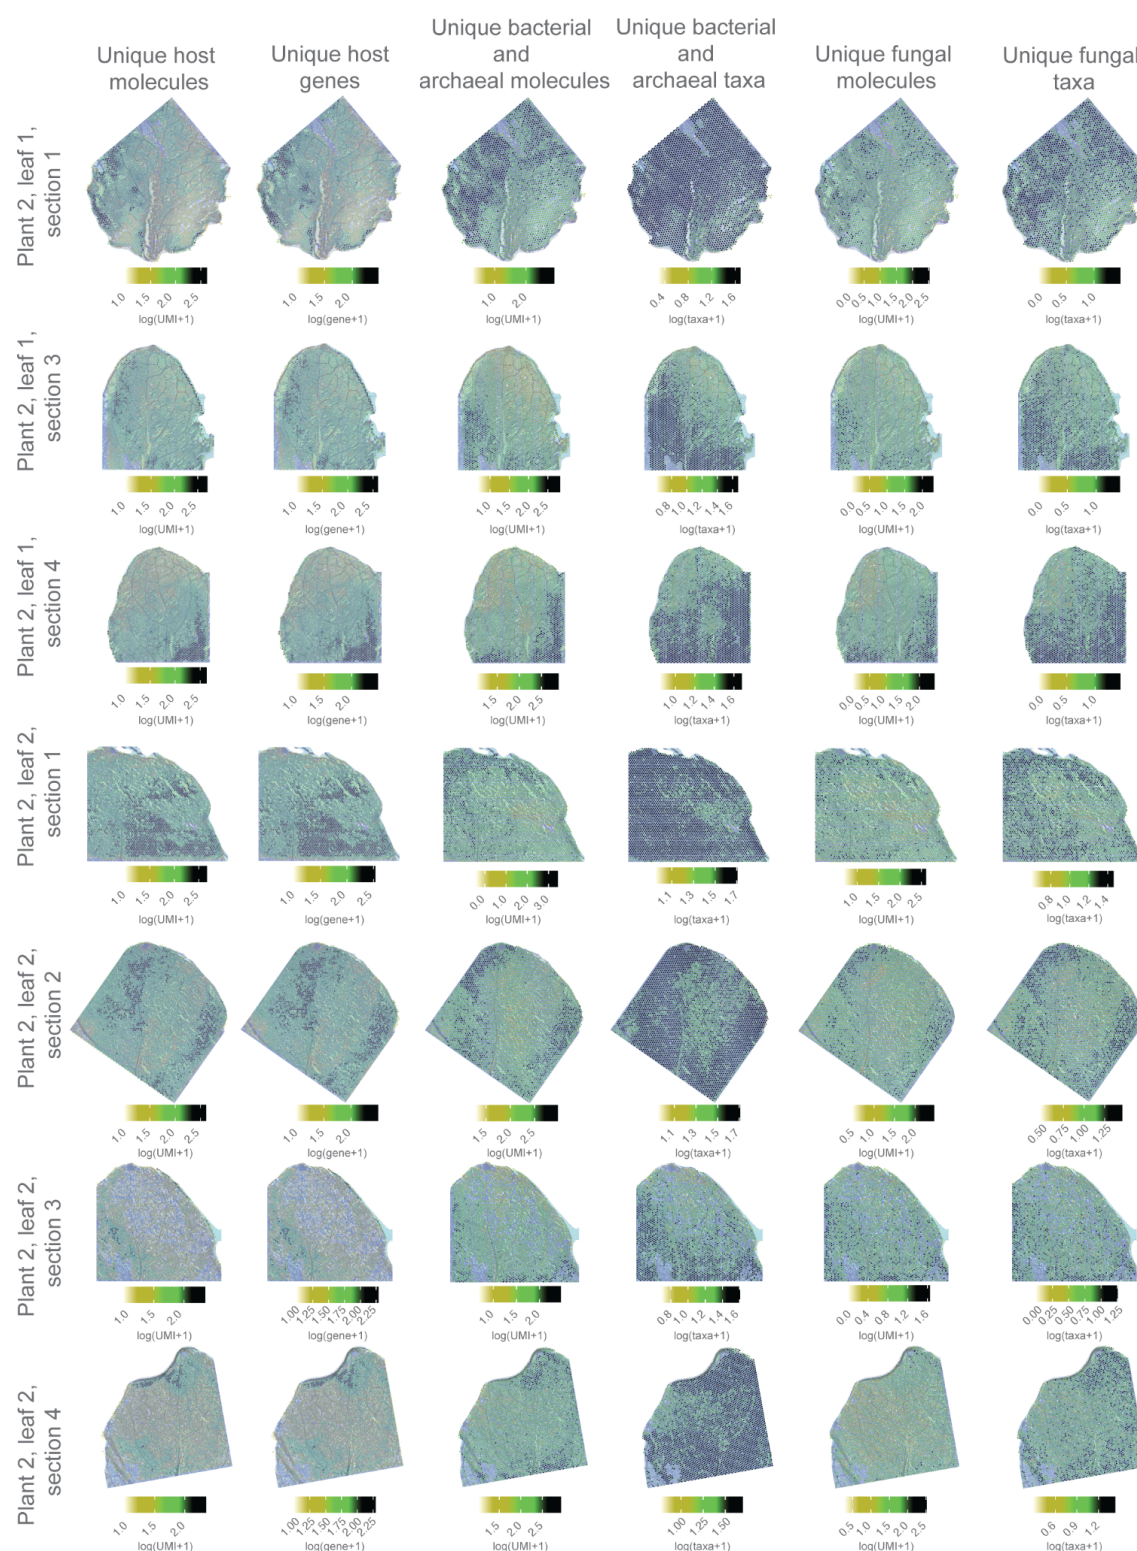 Unique host
molecules
Unique host
genes
Unique bacterial
and
archaeal molecules
Unique bacterial
and
archaeal taxa
Unique fungal
molecules
Unique fungal
taxa
Plant 2, leaf 1,
section 1
1.0 1.5 2.0 2.5
log(UMI+1)
1.0 1.5 2.0
log(gene+1)
1.0 2.0
log(UMI+1)
0.4 0.8 1.2 1.6
log(taxa+1)
0.0 0.5 1.0 1.5 2.0 2.5
log(UMI+1)
0.0 0.5 1.0
log(taxa+1)
Plant 2, leaf 1,
section 3
1.0 1.5 2.0 2.5
log(UMI+1)
1.0 1.5 2.0 2.5
log(gene+1)
1.0 1.5 2.0 2.5
log(UMI+1)
0.8 1.0 1.2 1.4 1.6
log(taxa+1)
0.0 0.5 1.0 1.5 2.0
log(UMI+1)
0.0 0.5 1.0
log(taxa+1)
Plant 2, leaf 1,
section 4
1.0 1.5 2.0 2.5
log(UMI+1)
1.0 1.5 2.0
log(gene+1)
1.5 2.0 2.5
log(UMI+1)
1.0 1.2 1.4 1.6
log(taxa+1)
0.0 0.5 1.0 1.5 2.0
log(UMI+1)
0.0 0.5 1.0
log(taxa+1)
Plant 2, leaf 2,
section 1
1.0 1.5 2.0 2.5
log(UMI+1)
1.0 1.5 2.0 2.5
log(gene+1)
0.0 1.0 2.0 3.0
log(UMI+1)
1.1 1.3 1.5 1.7
log(taxa+1)
1.0 1.5 2.0 2.5
log(UMI+1)
0.8 1.0 1.2 1.4
log(taxa+1)
Plant 2, leaf 2,
section 2
1.0 1.5 2.0 2.5
log(UMI+1)
1.0 1.5 2.0
log(gene+1)
1.5 2.0 2.5
log(UMI+1)
1.1 1.3 1.5 1.7
log(taxa+1)
0.5 1.0 1.5 2.0
log(UMI+1)
0.50 0.75 1.00 1.25
log(taxa+1)
Plant 2, leaf 2,
section 3
1.0 1.5 2.0
log(UMI+1)
1.00 1.25 1.50 1.75 2.00 2.25
log(gene+1)
1.0 1.5 2.0
log(UMI+1)
0.8 1.0 1.2 1.4 1.6
log(taxa+1)
0.0 0.4 0.8 1.2 1.6
log(UMI+1)
0.00 0.25 0.50 0.75 1.00 1.25
log(taxa+1)
Plant 2, leaf 2,
section 4
1.0 1.5 2.0
log(UMI+1)
1.00 1.25 1.50 1.75 2.00 2.25
log(gene+1)
1.0 1.5 2.0 2.5
log(UMI+1)
1.00 1.25 1.50
log(taxa+1)
0.5 1.0 1.5 2.0 2.5
log(UMI+1)
0.6 0.9 1.2
log(taxa+1)